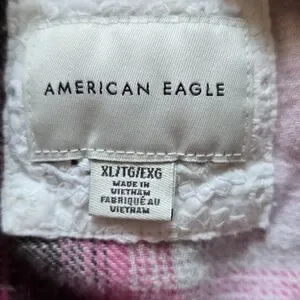 AMERICAN EAGLE
XL/TG/EXG
MADE IN
VIETNAM
FABRIQUÉ AU
VIETNAM